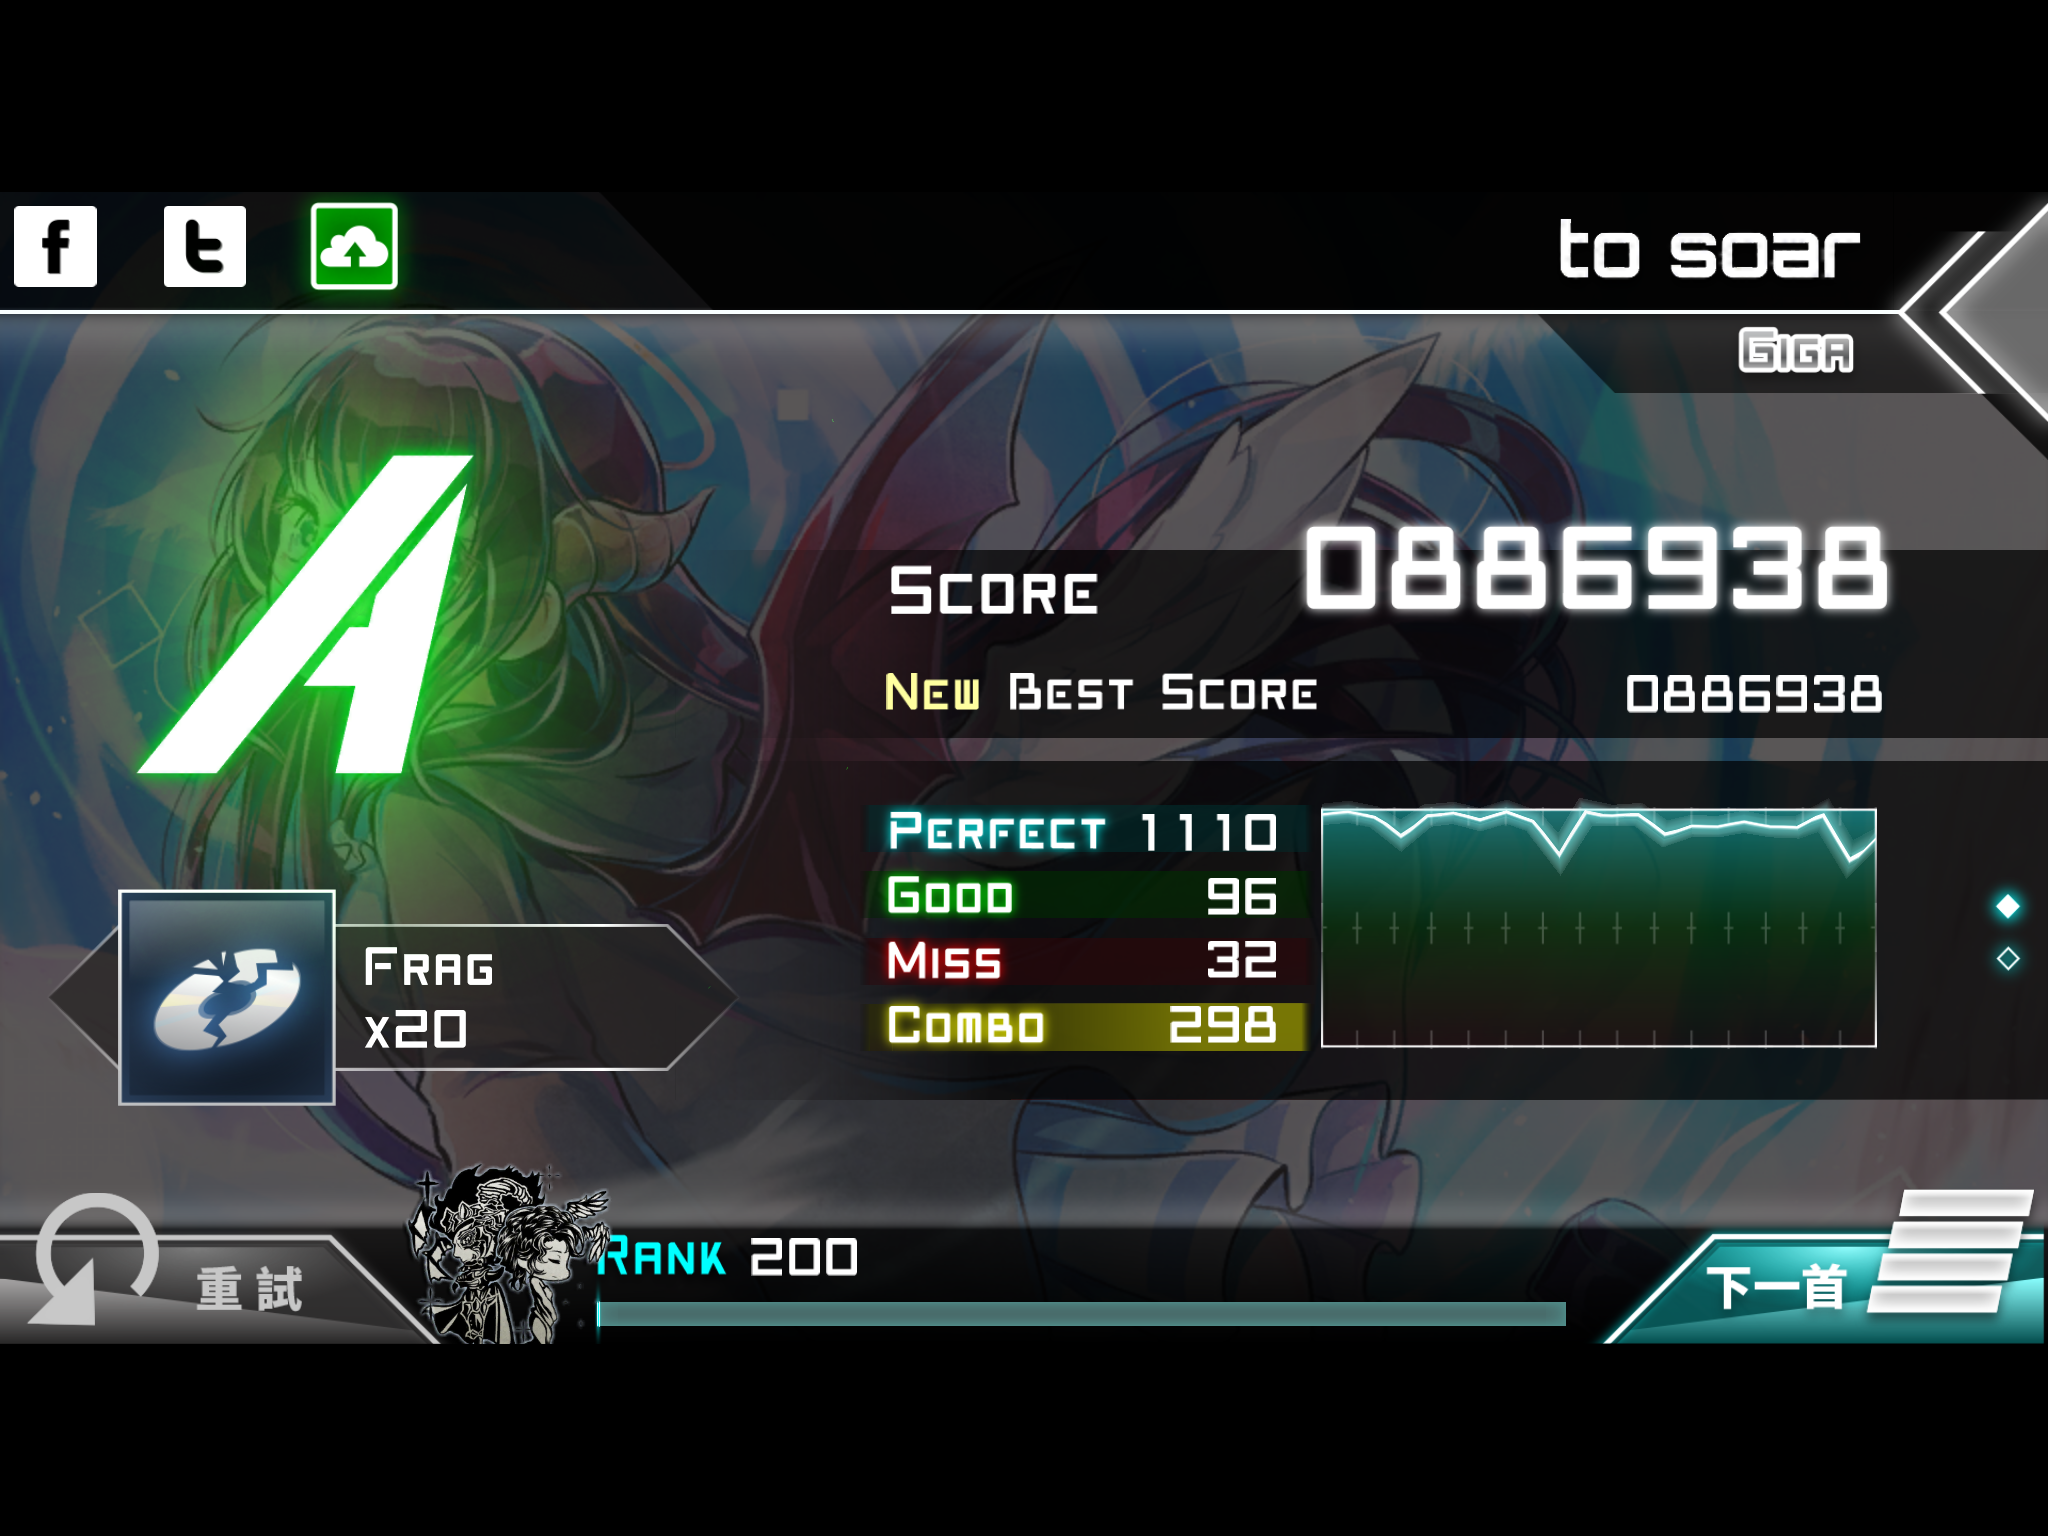 f t
to soar
Giga
A
Score 0886938
New Best Score 0886938
Perfect 1110
Good 96
Miss 32
Combo 298
Frag
x20
重試
Rank 200
下一首